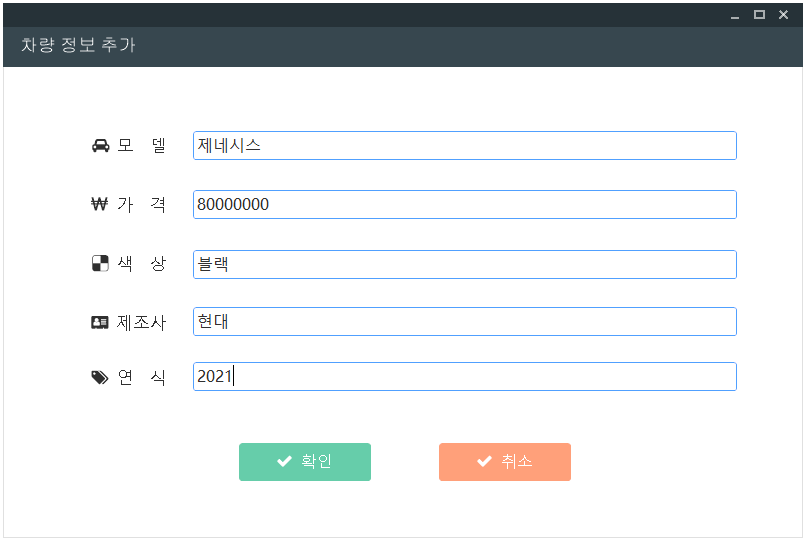 차량 정보 추가
모 델 제네시스
가 격 80000000
색 상 블랙
제조사 현대
연 식 2021
확인 취소